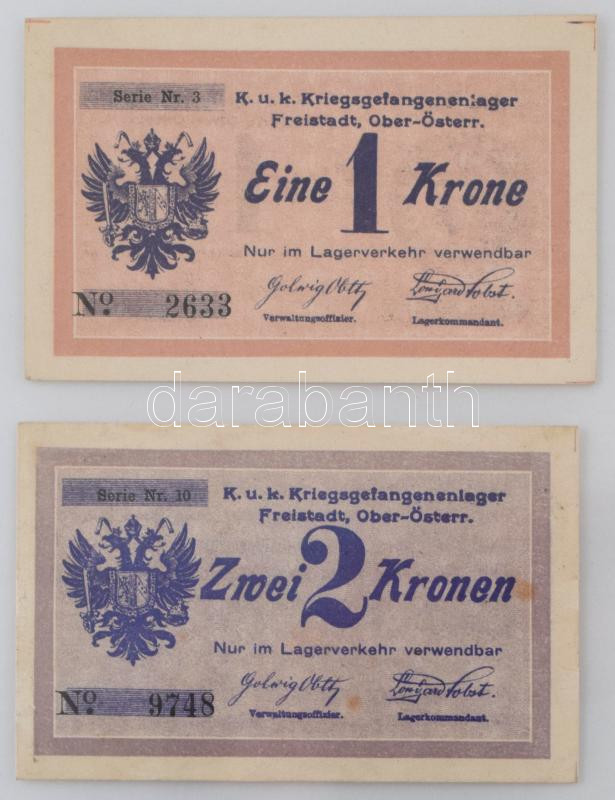 Serie Nr. 3
K. u. k. Kriegsgefangenenlager
Freistadt, Ober-Österr.
Eine 1 Krone
Nur im Lagerverkehr verwendbar
No. 2633
Verwaltungsoffizier.
Lagerkommandant.
darabanth
Serie Nr. 10
K. u. k. Kriegsgefangenenlager
Freistadt, Ober-Österr.
Zwei 2 Kronen
Nur im Lagerverkehr verwendbar
No. 9748
Verwaltungsoffizier.
Lagerkommandant.